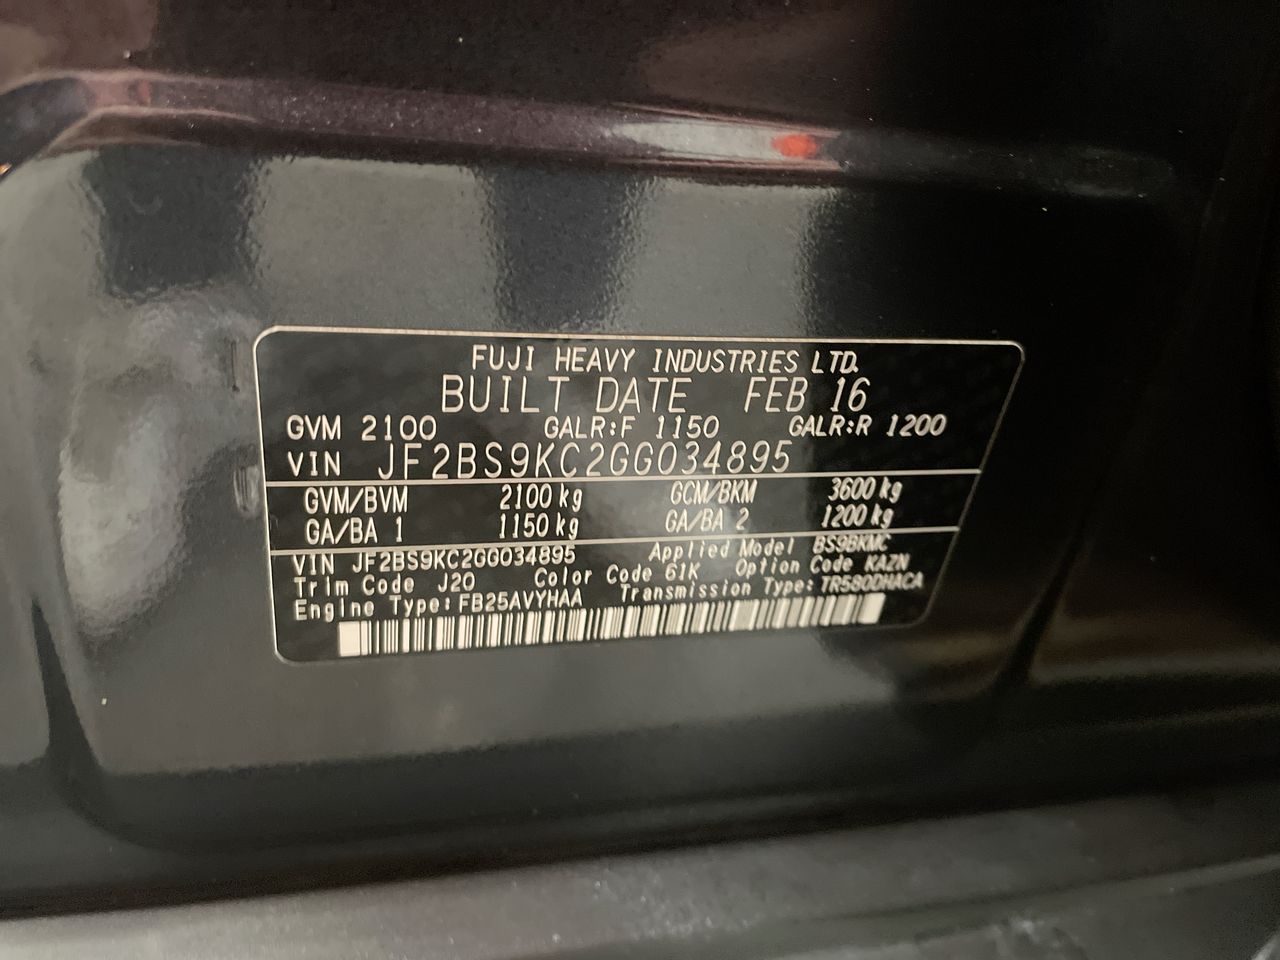 FUJI HEAVY INDUSTRIES LTD.
BUILT DATE FEB 16
GVM 2100 GALR:F 1150 GALR:R 1200
VIN JF2BS9KC2GG034895
GVM/BVM 2100 kg GCM/BKM 3600 kg
GA/BA 1 1150 kg GA/BA 2 1200 kg
VIN JF2BS9KC2GG034895 Applied Model BS9BKMC
Trim Code J20 Color Code 61K Option Code KAZN
Engine Type: FB25AVYHAA Transmission Type: TR580DHACA